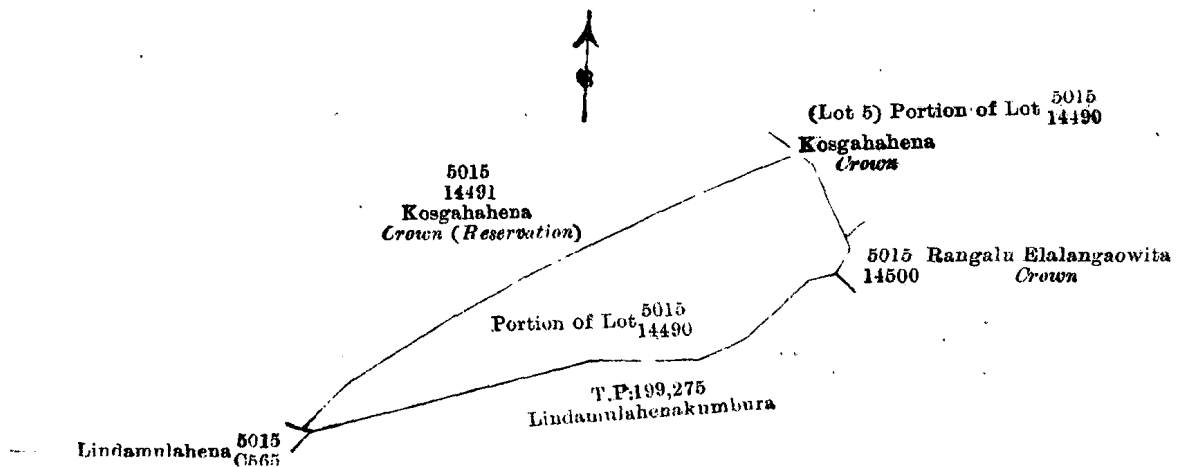 (Lot 5) Portion of Lot 5015
14490
Kosgahahena
Crown
5015
14491
Kosgahahena
Crown (Reservation)
5015 Rangalu Elalangaowita
14500 Crown
Portion of Lot 5015
14490
T.P.199,275
Lindamulahenakumbura
Lindamulahena 5015
C565